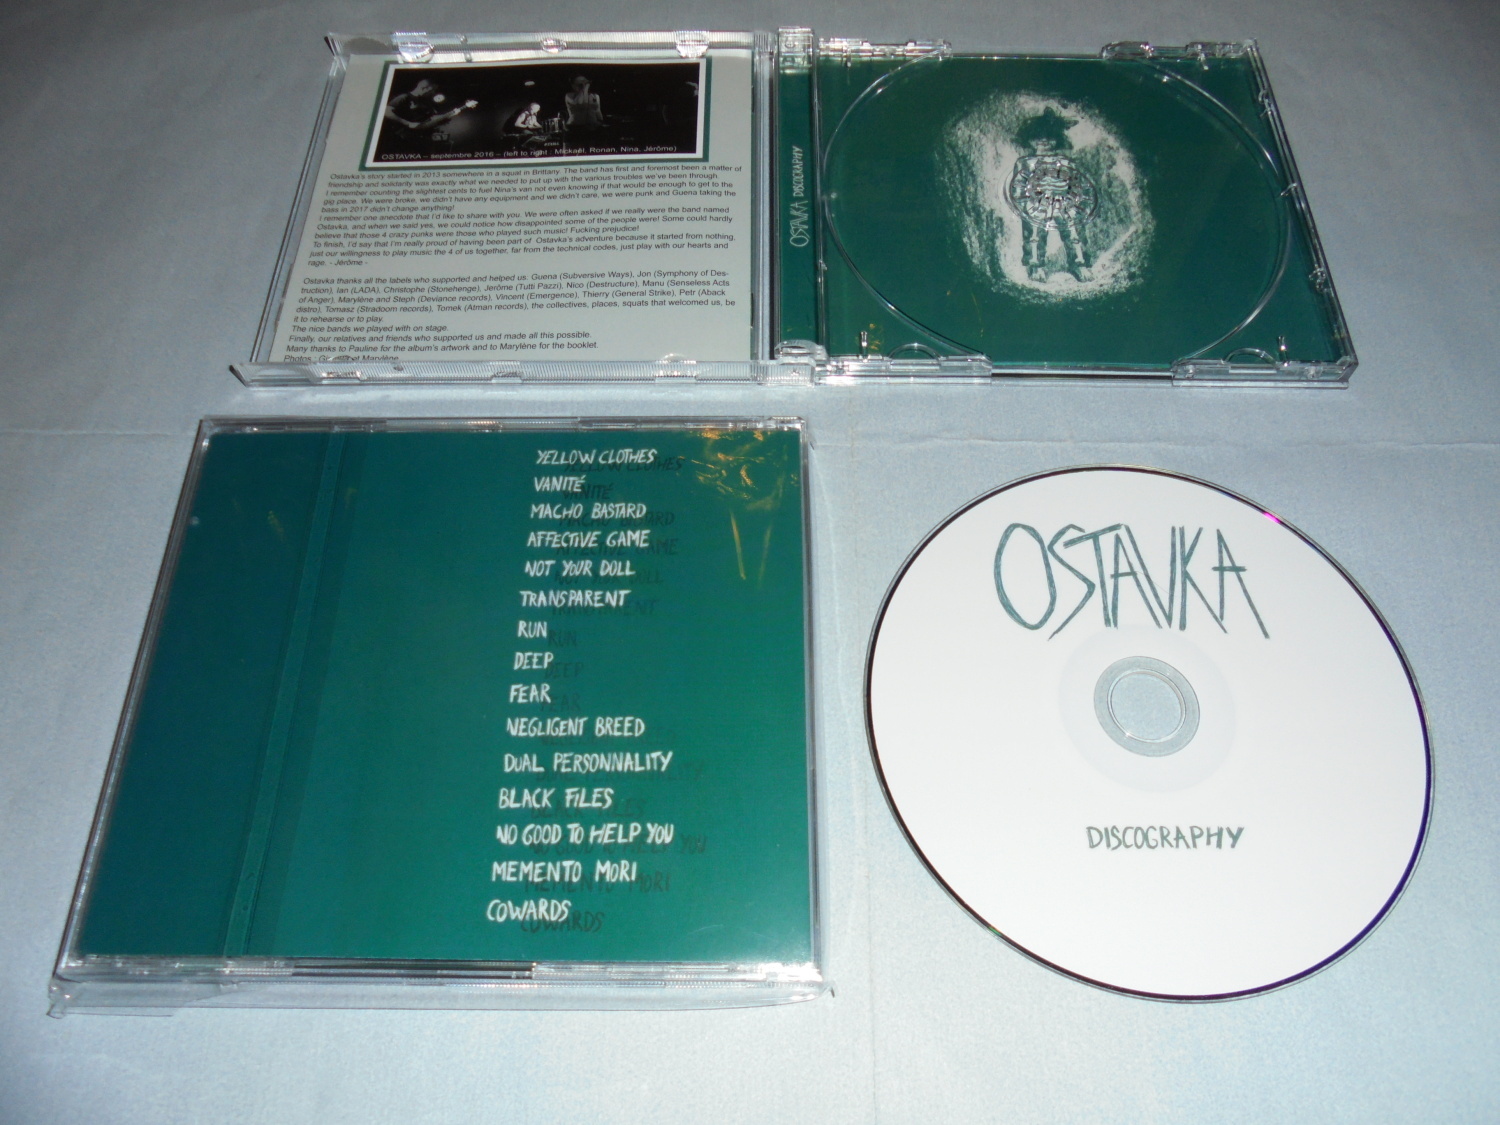 OSTAVKA – septembre 2016 – (left to right : Mickaël, Ronan, Nina, Jérôme)
Ostavka's story started in 2013 somewhere in a squat in Brittany. The band has first and foremost been a matter of
friendship and solidarity was exactly what we needed to put up with the various troubles we've been through.
I remember counting the slightest cents to fuel Nina's van not even knowing if that would be enough to get to the
gig place. We were broke, we didn't have any equipment and we didn't care, we were punk and Guena taking the
bass in 2017 didn't change anything!
I remember one anecdote that I'd like to share with you. We were often asked if we really were the band named
Ostavka, and when we said yes, we could notice how disappointed some of the people were! Some could hardly
believe that those 4 crazy punks were those who played such music! Fucking prejudice!
To finish, I'd say that I'm really proud of having been part of Ostavka's adventure because it started from nothing,
just our willingness to play music the 4 of us together, far from the technical codes, just play with our hearts and
rage. - Jérôme -
Ostavka thanks all the labels who supported and helped us. Guena (Subversive Ways), Jon (Symphony of Des-
truction), Ian (LADA), Christophe (Stonehenge), Jerôme (Tutti Pazzi), Nico (Destructure), Manu (Senseless Acts
of Anger), Marylène and Steph (Deviance records), Vincent (Emergence), Thierry (General Strike), Petr (Aback
distro), Tomasz (Stradoom records), Tomek (Atman records), the collectives, places, squats that welcomed us, be
it to rehearse or to play.
The nice bands we played with on stage.
Finally, our relatives and friends who supported us and made all this possible.
Many thanks to Pauline for the album's artwork and to Marylène for the booklet.
Photos : et Marylène
OSTAVKA DISCOGRAPHY
YELLOW CLOTHES
VANITÉ
MACHO BASTARD
AFFECTIVE GAME
NOT YOUR DOLL
TRANSPARENT
RUN
DEEP
FEAR
NEGLIGENT BREED
DUAL PERSONNALITY
BLACK FILES
NO GOOD TO HELP YOU
MEMENTO MORI
COWARDS
OSTAVKA
DISCOGRAPHY